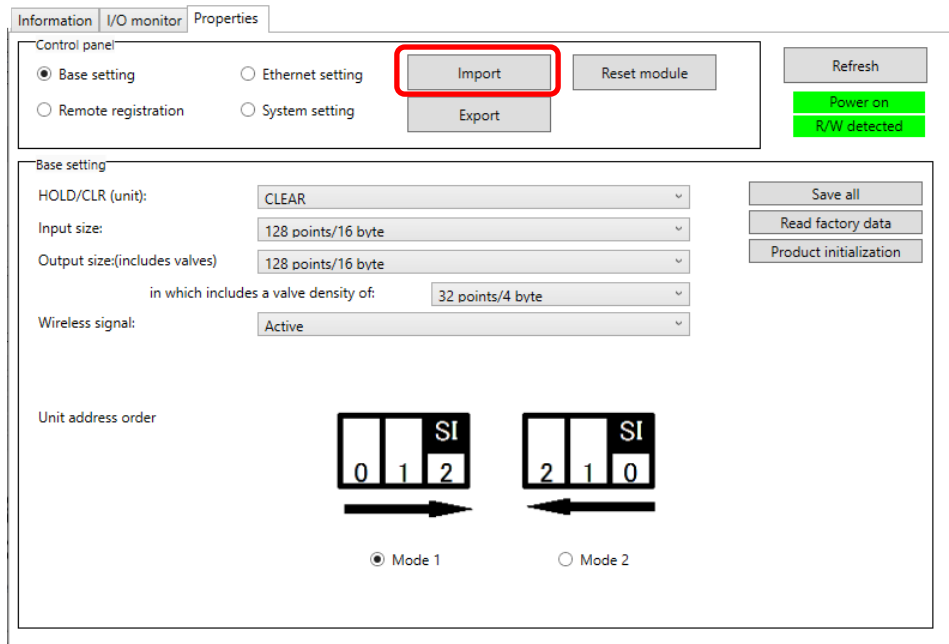 Information I/O monitor Properties
Control panel
Base setting Ethernet setting Import Reset module Refresh
Remote registration System setting Export Power on
R/W detected
Base setting
HOLD/CLR (unit): CLEAR Save all
Input size: 128 points/16 byte Read factory data
Output size:(includes valves) 128 points/16 byte Product initialization
in which includes a valve density of: 32 points/4 byte
Wireless signal: Active
Unit address order
SI SI
0 1 2 2 1 0
Mode 1 Mode 2